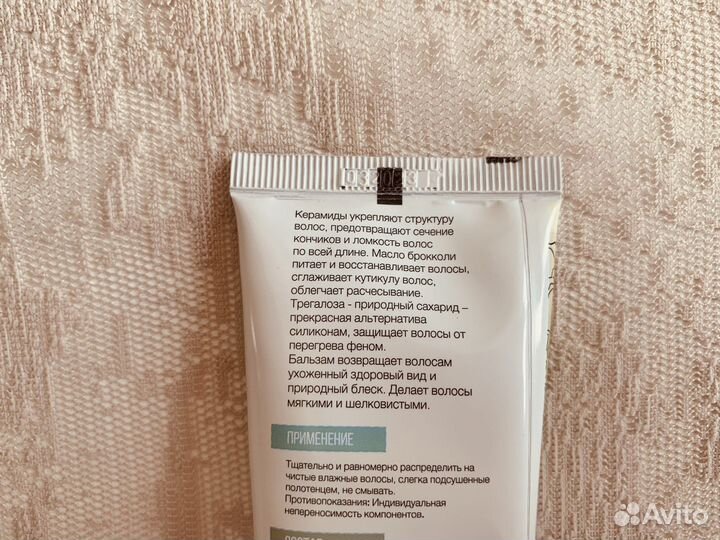 Керамиды укрепляют структуру
волос, предотвращают сечение
кончиков и ломкость волос
по всей длине. Масло брокколи
питает и восстанавливает волосы,
сглаживает кутикулу волос,
облегчает расчесывание.
Трегалоза - природный сахарид –
прекрасная альтернатива
силиконам, защищает волосы от
перегрева феном.
Бальзам возвращает волосам
ухоженный здоровый вид и
природный блеск. Делает волосы
мягкими и шелковистыми.
ПРИМЕНЕНИЕ
Тщательно и равномерно распределить на
чистые влажные волосы, слегка подсушенные
полотенцем, не смывать.
Противопоказания: Индивидуальная
непереносимость компонентов.
Avito